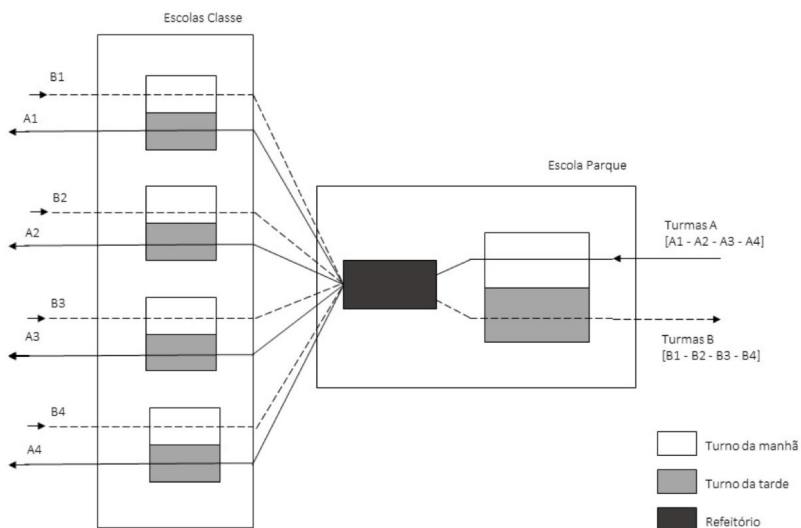 Escolas Classe
B1
A1
B2
A2
B3
A3
B4
A4
Escola Parque
Turmas A
[A1 - A2 - A3 - A4]
Turmas B
[B1 - B2 - B3 - B4]
Turno da manhã
Turno da tarde
Refeitório